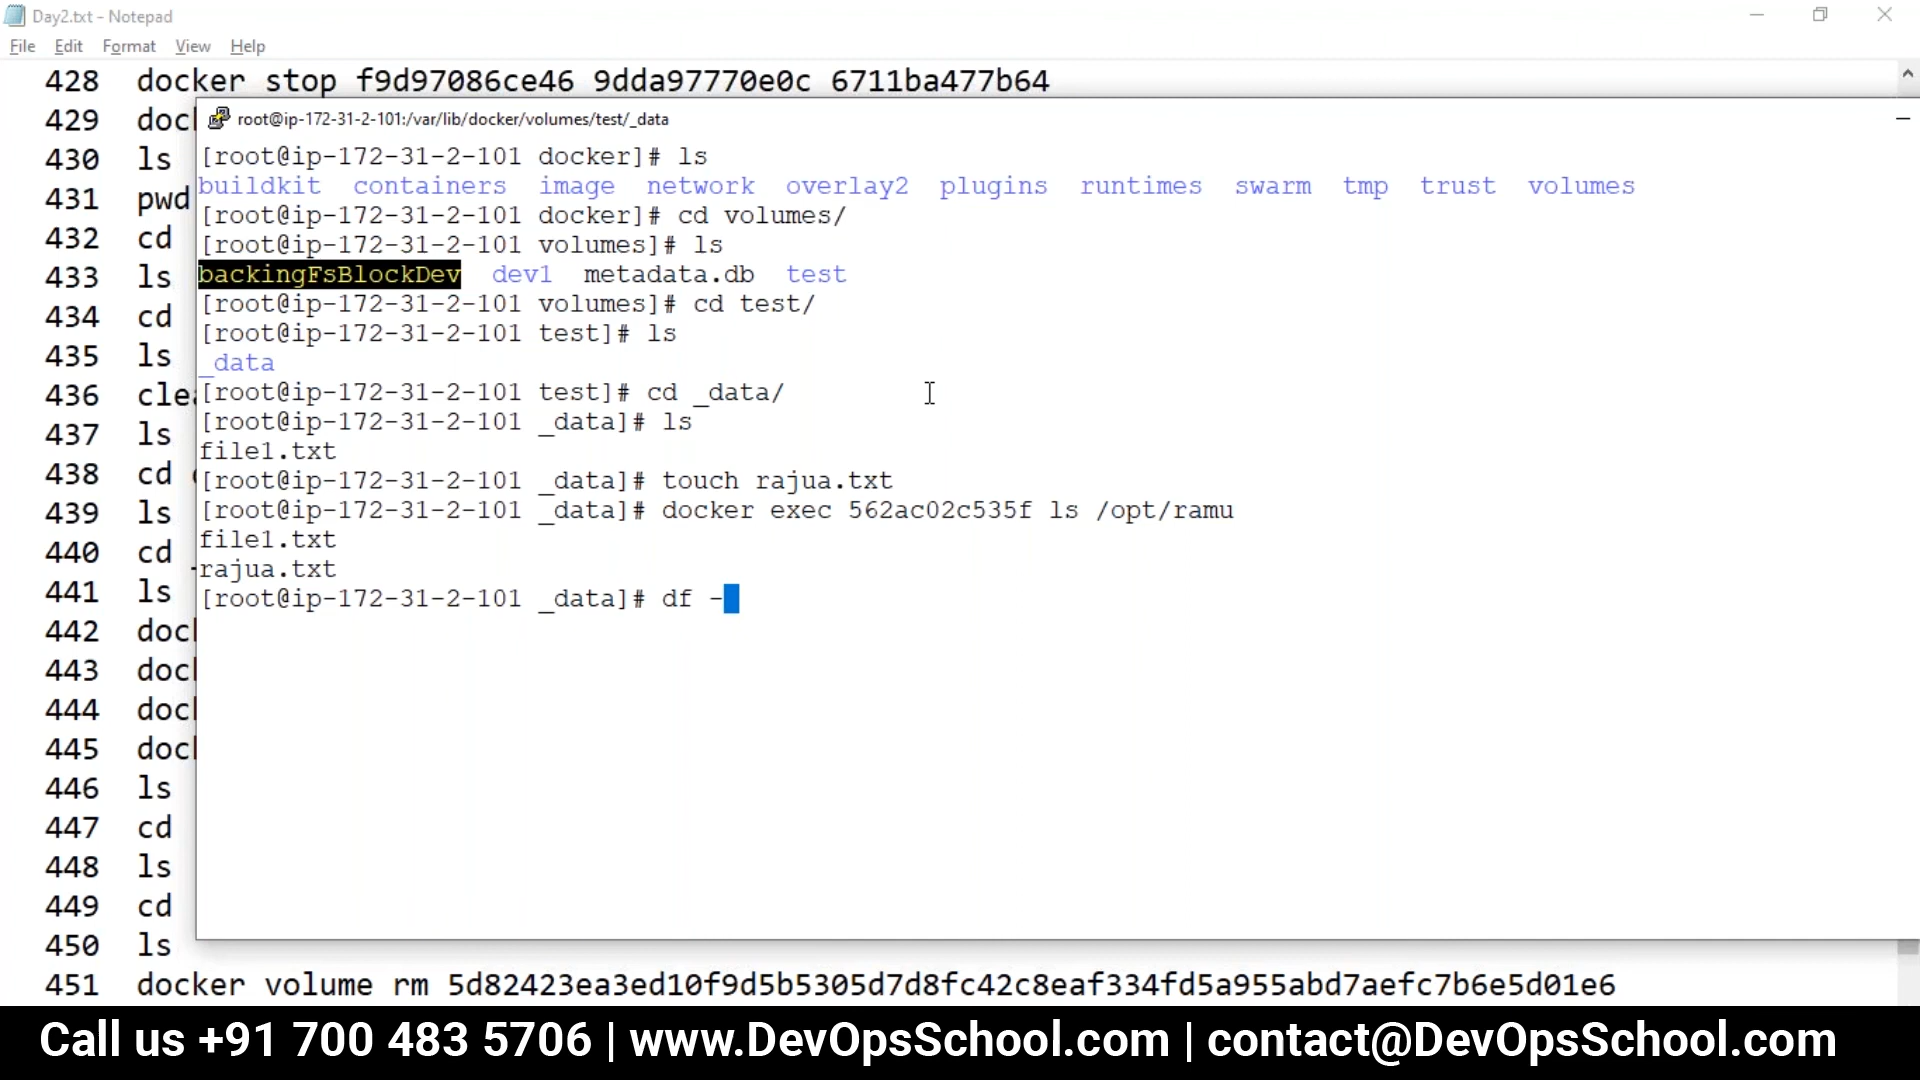 Day2.txt - Notepad
File Edit Format View Help
428 docker stop f9d97086ce46 9dda97770e0c 6711ba477b64
429 doc
430 ls
431 pwd
432 cd
433 ls
434 cd
435 ls
436 cle
437 ls
438 cd
439 ls
440 cd
441 ls
442 doc
443 doc
444 doc
445 doc
446 ls
447 cd
448 ls
449 cd
450 ls
451 docker volume rm 5d82423ea3ed10f9d5b5305d7d8fc42c8eaf334fd5a955abd7aefc7b6e5d01e6
root@ip-172-31-2-101:/var/lib/docker/volumes/test/_data
[root@ip-172-31-2-101 docker]# ls
buildkit containers image network overlay2 plugins runtimes swarm tmp trust volumes
[root@ip-172-31-2-101 docker]# cd volumes/
[root@ip-172-31-2-101 volumes]# ls
backingFsBlockDev dev1 metadata.db test
[root@ip-172-31-2-101 volumes]# cd test/
[root@ip-172-31-2-101 test]# ls
_data
[root@ip-172-31-2-101 test]# cd _data/
[root@ip-172-31-2-101 _data]# ls
file1.txt
[root@ip-172-31-2-101 _data]# touch rajua.txt
[root@ip-172-31-2-101 _data]# docker exec 562ac02c535f ls /opt/ramu
file1.txt
rajua.txt
[root@ip-172-31-2-101 _data]# df -
Call us +91 700 483 5706 | www.DevOpsSchool.com | contact@DevOpsSchool.com